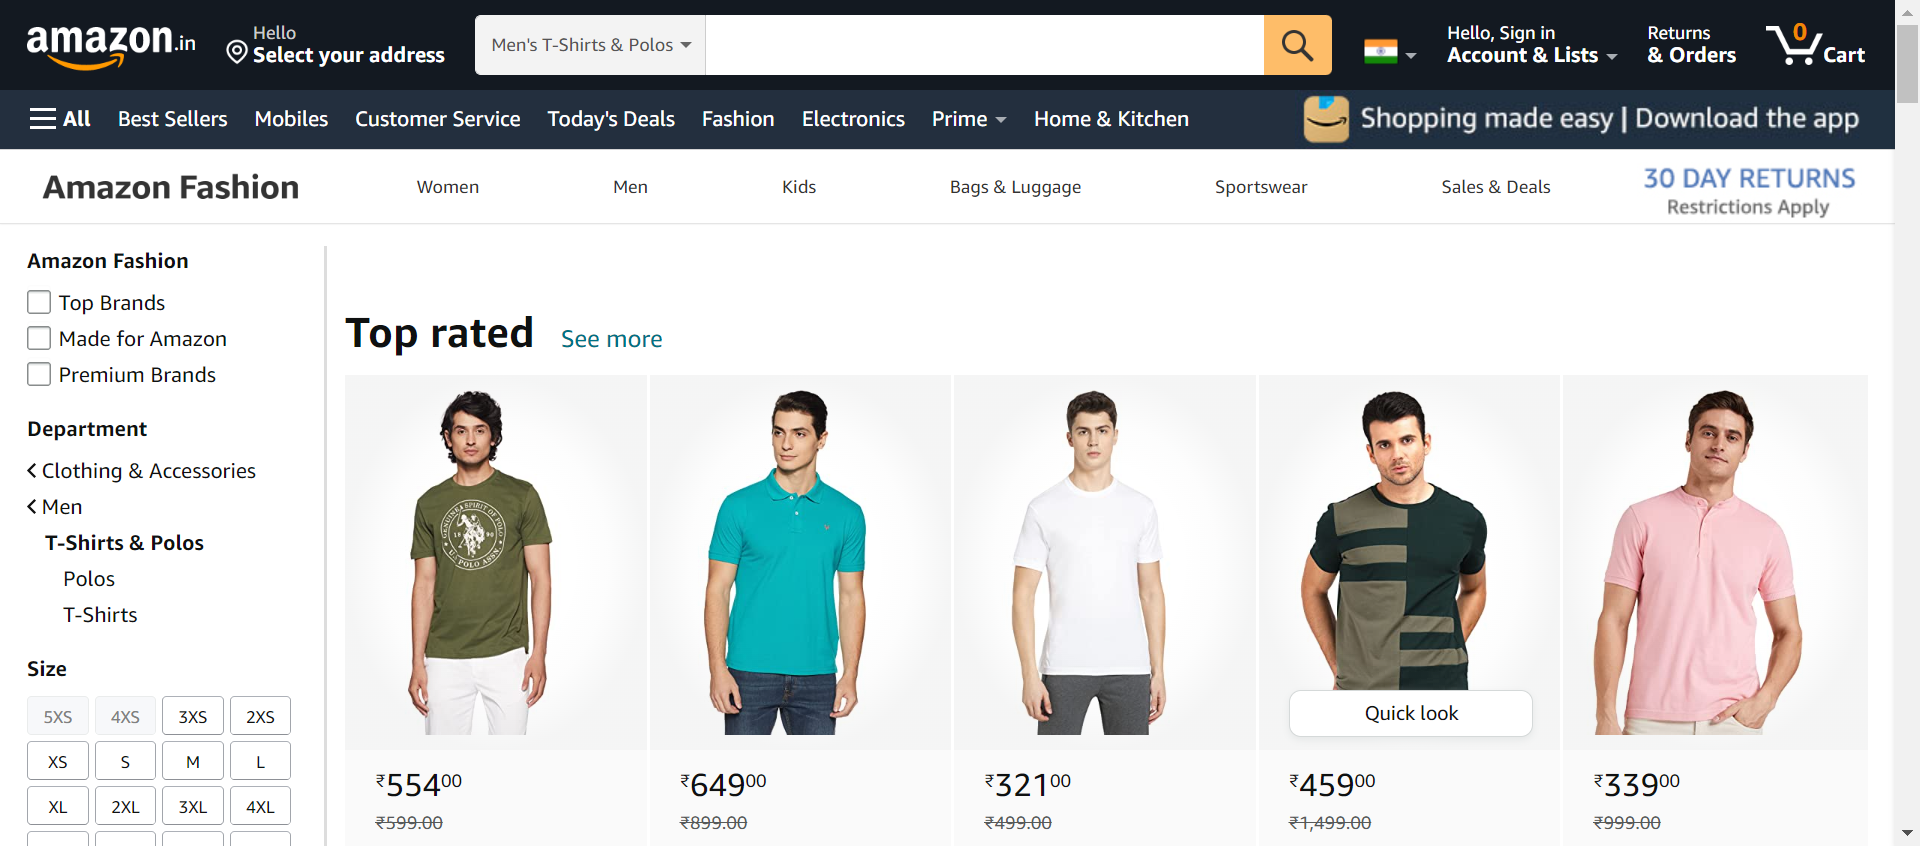 amazon.in
Hello
Select your address
Men's T-Shirts & Polos
Hello, Sign in
Account & Lists
Returns
& Orders
0
Cart
All
Best Sellers
Mobiles
Customer Service
Today's Deals
Fashion
Electronics
Prime
Home & Kitchen
Shopping made easy | Download the app
Amazon Fashion
Women
Men
Kids
Bags & Luggage
Sportswear
Sales & Deals
30 DAY RETURNS
Restrictions Apply
Amazon Fashion
Top Brands
Made for Amazon
Premium Brands
Department
Clothing & Accessories
Men
T-Shirts & Polos
Polos
T-Shirts
Size
5XS 4XS 3XS 2XS
XS S M L
XL 2XL 3XL 4XL
Top rated
See more
GENUINE & SPIRIT OF POLO
18 90
U.S. POLO ASSN.
Quick look
₹55400
₹599.00
₹64900
₹899.00
₹32100
₹499.00
₹45900
₹1,499.00
₹33900
₹999.00